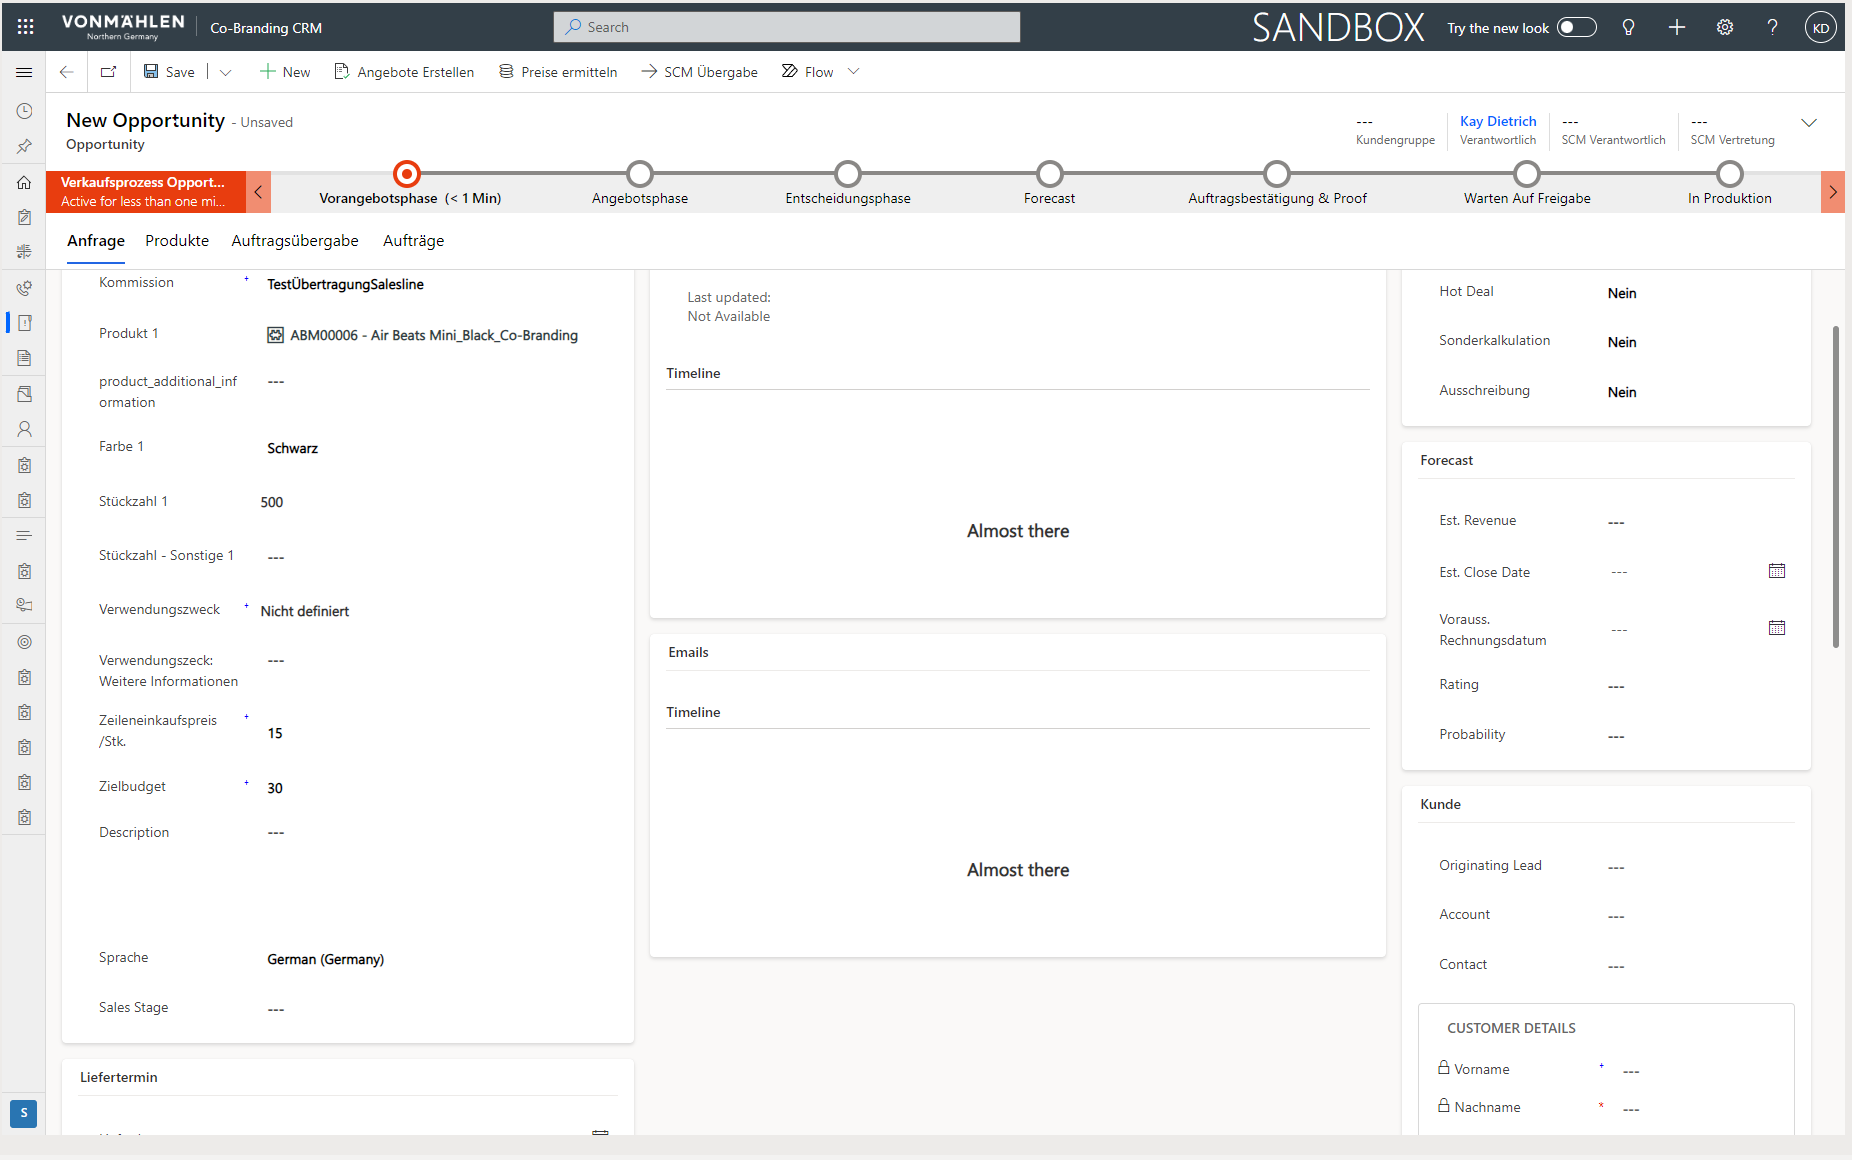 VONMÄHLEN
Northern Germany
Co-Branding CRM
Search
SANDBOX
Try the new look
KD
Save
New
Angebote Erstellen
Preise ermitteln
SCM Übergabe
Flow
New Opportunity - Unsaved
Opportunity
---
Kundengruppe
Kay Dietrich
Verantwortlich
---
SCM Verantwortlich
---
SCM Vertretung
Verkaufsprozess Opport...
Active for less than one mi...
Vorangebotsphase (< 1 Min)
Angebotsphase
Entscheidungsphase
Forecast
Auftragsbestätigung & Proof
Warten Auf Freigabe
In Produktion
Anfrage
Produkte
Auftragsübergabe
Aufträge
Kommission + TestÜbertragungSalesline
Produkt 1 ABM00006 - Air Beats Mini_Black_Co-Branding
product_additional_inf
ormation
---
Farbe 1 Schwarz
Stückzahl 1 500
Stückzahl - Sonstige 1 ---
Verwendungszweck + Nicht definiert
Verwendungszeck:
Weitere Informationen
---
Zeileneinkaufspreis
/Stk.
+ 15
Zielbudget + 30
Description ---
Sprache German (Germany)
Sales Stage ---
Liefertermin
Last updated:
Not Available
Timeline
Almost there
Emails
Timeline
Almost there
Hot Deal Nein
Sonderkalkulation Nein
Ausschreibung Nein
Forecast
Est. Revenue ---
Est. Close Date ---
Vorauss.
Rechnungsdatum
---
Rating ---
Probability ---
Kunde
Originating Lead ---
Account ---
Contact ---
CUSTOMER DETAILS
Vorname + ---
Nachname * ---
S